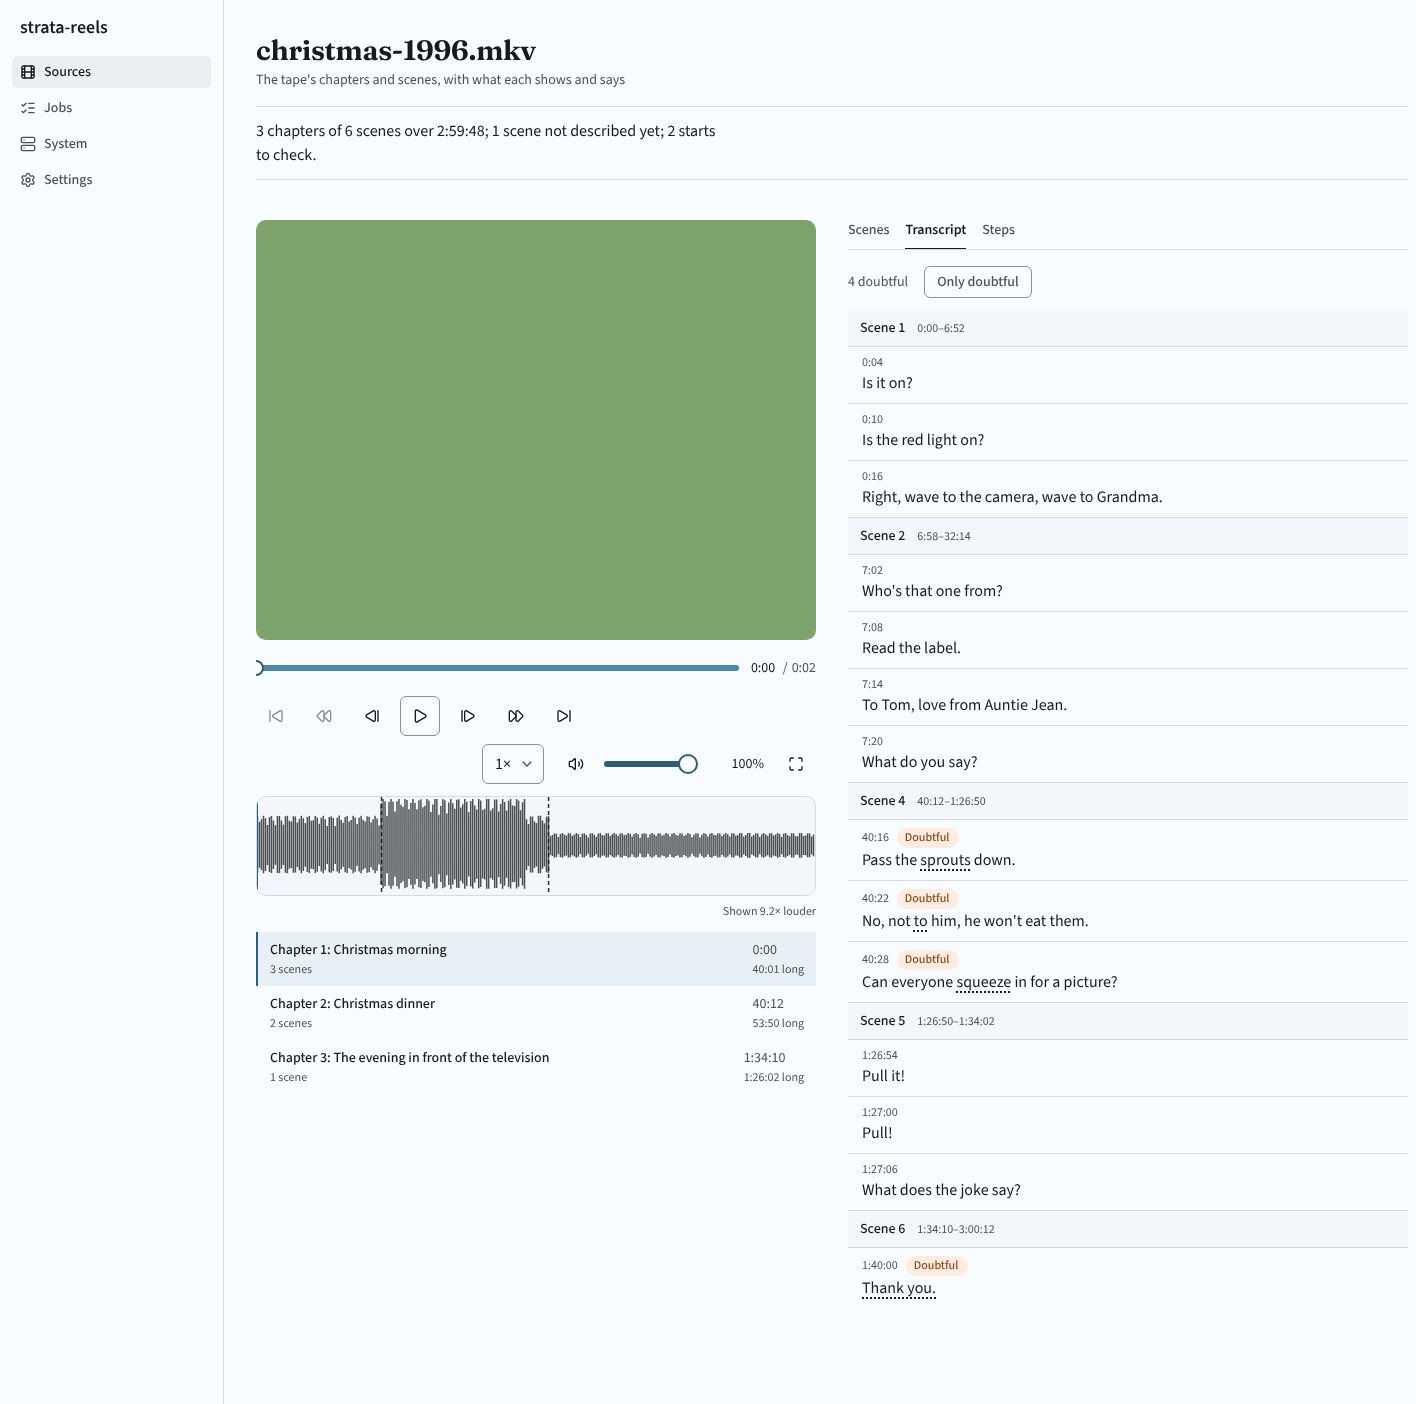 strata-reels
Sources
Jobs
System
Settings
christmas-1996.mkv
The tape's chapters and scenes, with what each shows and says
3 chapters of 6 scenes over 2:59:48; 1 scene not described yet; 2 starts
to check.
0:00 / 0:02
1×
100%
Shown 9.2× louder
Chapter 1: Christmas morning 0:00
3 scenes 40:01 long
Chapter 2: Christmas dinner 40:12
2 scenes 53:50 long
Chapter 3: The evening in front of the television 1:34:10
1 scene 1:26:02 long
Scenes Transcript Steps
4 doubtful Only doubtful
Scene 1 0:00–6:52
0:04
Is it on?
0:10
Is the red light on?
0:16
Right, wave to the camera, wave to Grandma.
Scene 2 6:58–32:14
7:02
Who's that one from?
7:08
Read the label.
7:14
To Tom, love from Auntie Jean.
7:20
What do you say?
Scene 4 40:12–1:26:50
40:16 Doubtful
Pass the sprouts down.
40:22 Doubtful
No, not to him, he won't eat them.
40:28 Doubtful
Can everyone squeeze in for a picture?
Scene 5 1:26:50–1:34:02
1:26:54
Pull it!
1:27:00
Pull!
1:27:06
What does the joke say?
Scene 6 1:34:10–3:00:12
1:40:00 Doubtful
Thank you.